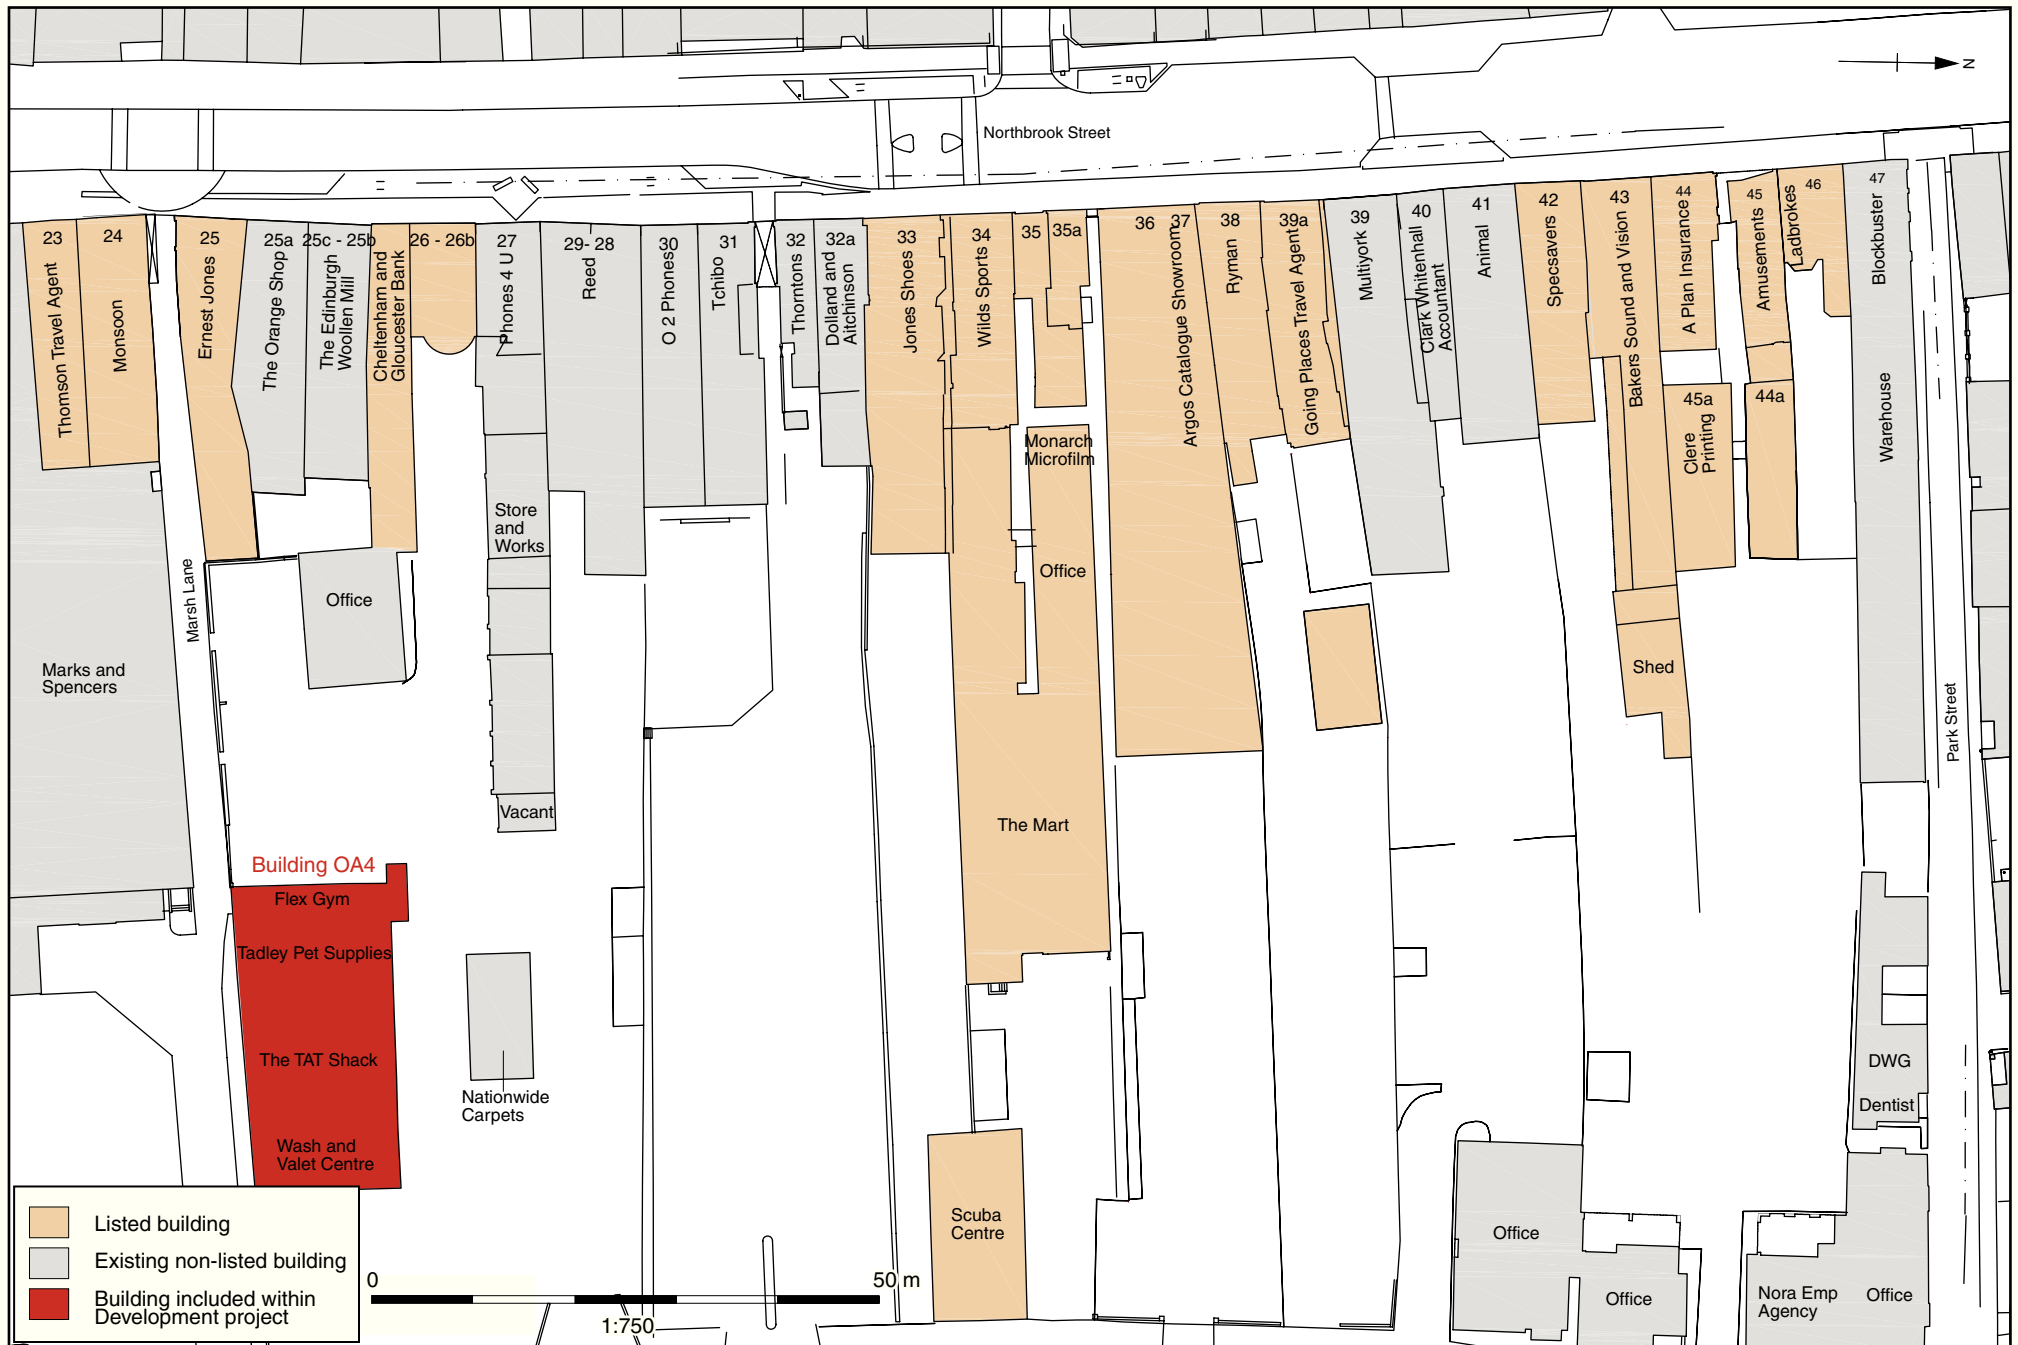 N
Northbrook Street
23
Thomson Travel Agent
24
Monsoon
25
Ernest Jones
25a
The Orange Shop
25c - 25b
The Edinburgh
Woollen Mill
Cheltenham and
Gloucester Bank
26 - 26b
27
Phones 4 U
29- 28
Reed
30
O 2 Phones
31
Tchibo
32
Thorntons
32a
Dolland and
Aitchinson
33
Jones Shoes
34
Wilds Sports
35
35a
36
37
Argos Catalogue Showroom
38
Ryman
39a
Going Places Travel Agent
39
Multiyork
40
Clark Whitenhall
Accountant
41
Animal
42
Specsavers
43
Bakers Sound and Vision
44
A Plan Insurance
45
Amusements
46
Ladbrokes
47
Blockbuster
Warehouse
45a
Clere
Printing
44a
Monarch
Microfilm
Office
Store
and
Works
Marsh Lane
Office
Marks and
Spencers
Shed
Park Street
Vacant
The Mart
Building OA4
Flex Gym
Tadley Pet Supplies
The TAT Shack
Wash and
Valet Centre
Nationwide
Carpets
DWG
Dentist
Scuba
Centre
Office
Office
Nora Emp
Agency
Office
Listed building
Existing non-listed building
Building included within
Development project
0
50 m
1:750